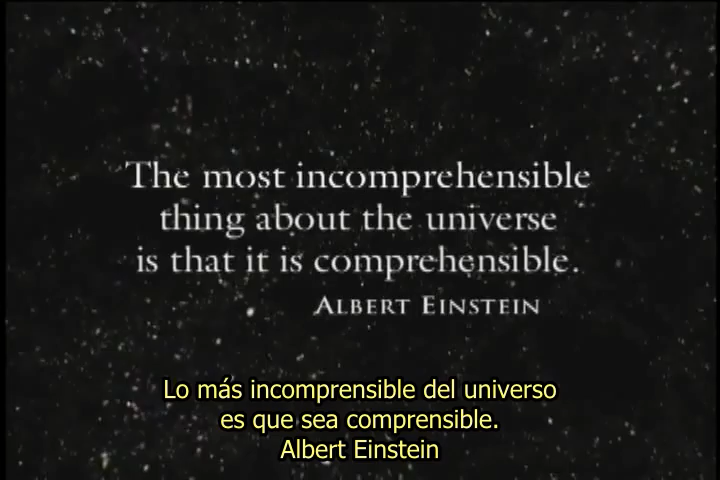 The most incomprehensible
thing about the universe
is that it is comprehensible.
ALBERT EINSTEIN
Lo más incomprensible del universo
es que sea comprensible.
Albert Einstein